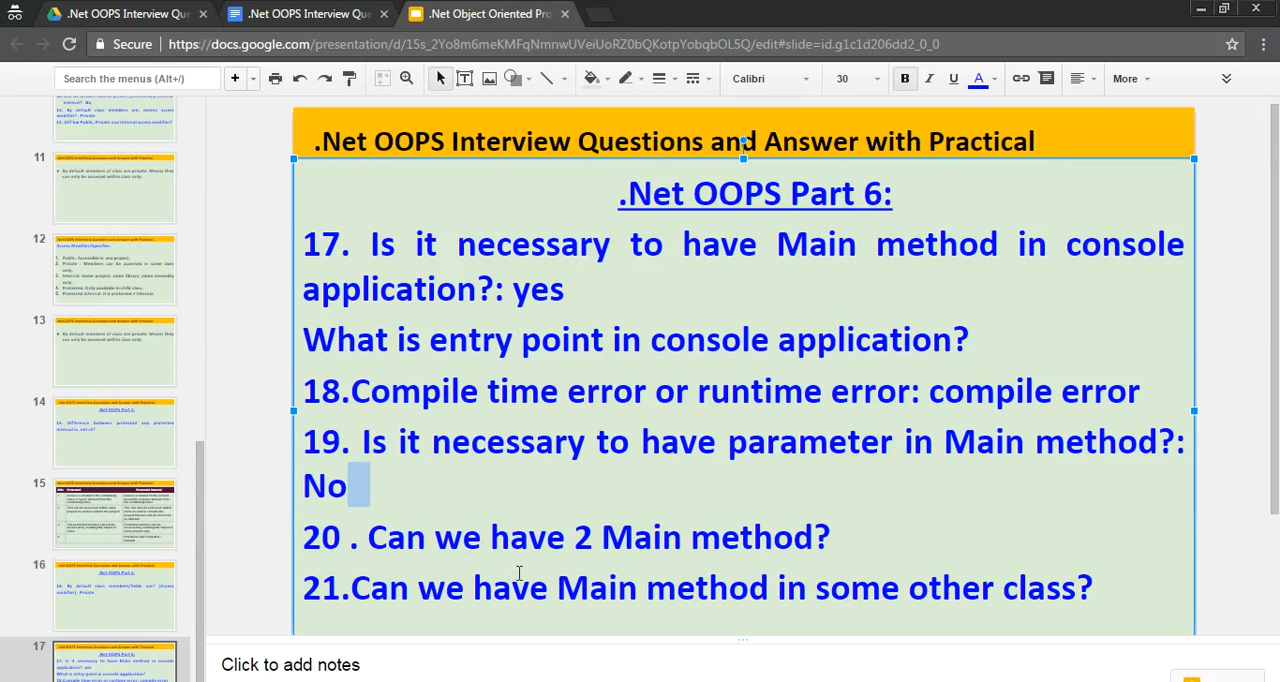 .Net OOPS Interview Que
.Net OOPS Interview Qu
.Net Object Oriented Pro
Secure
https://docs.google.com/presentation/d/15s_2Yo8m6meKMFqNmnwUVeiUoRZ0bQKotpYobqbOL5Q/edit#slide=id.g1c1d206dd2_0_0
Search the menus (Alt+/)
Calibri
30
B
I
U
A
More
11
12
13
14
15
16
17
.Net OOPS Interview Questions and Answer with Practical
.Net OOPS Part 6:
17. Is it necessary to have Main method in console
application?: yes
What is entry point in console application?
18.Compile time error or runtime error: compile error
19. Is it necessary to have parameter in Main method?:
No
20 . Can we have 2 Main method?
21.Can we have Main method in some other class?
Click to add notes